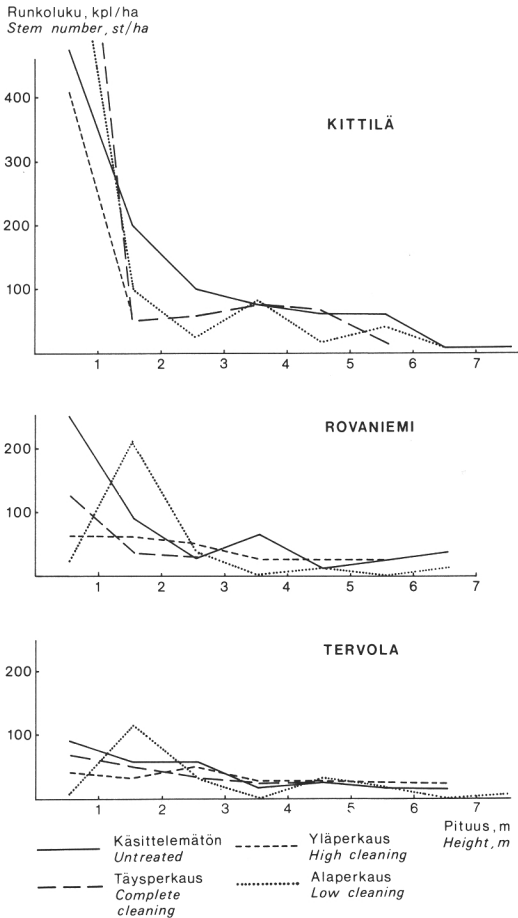 Runkoluku, kpl/ha
Stem number, st/ha
KITTILÄ
400
300
200
100
1 2 3 4 5 6 7
ROVANIEMI
200
100
1 2 3 4 5 6 7
TERVOLA
200
100
1 2 3 4 5 6 7
Pituus, m
Height, m
Käsittelemätön
Untreated
Yläperkaus
High cleaning
Täysperkaus
Complete
cleaning
Alaperkaus
Low cleaning